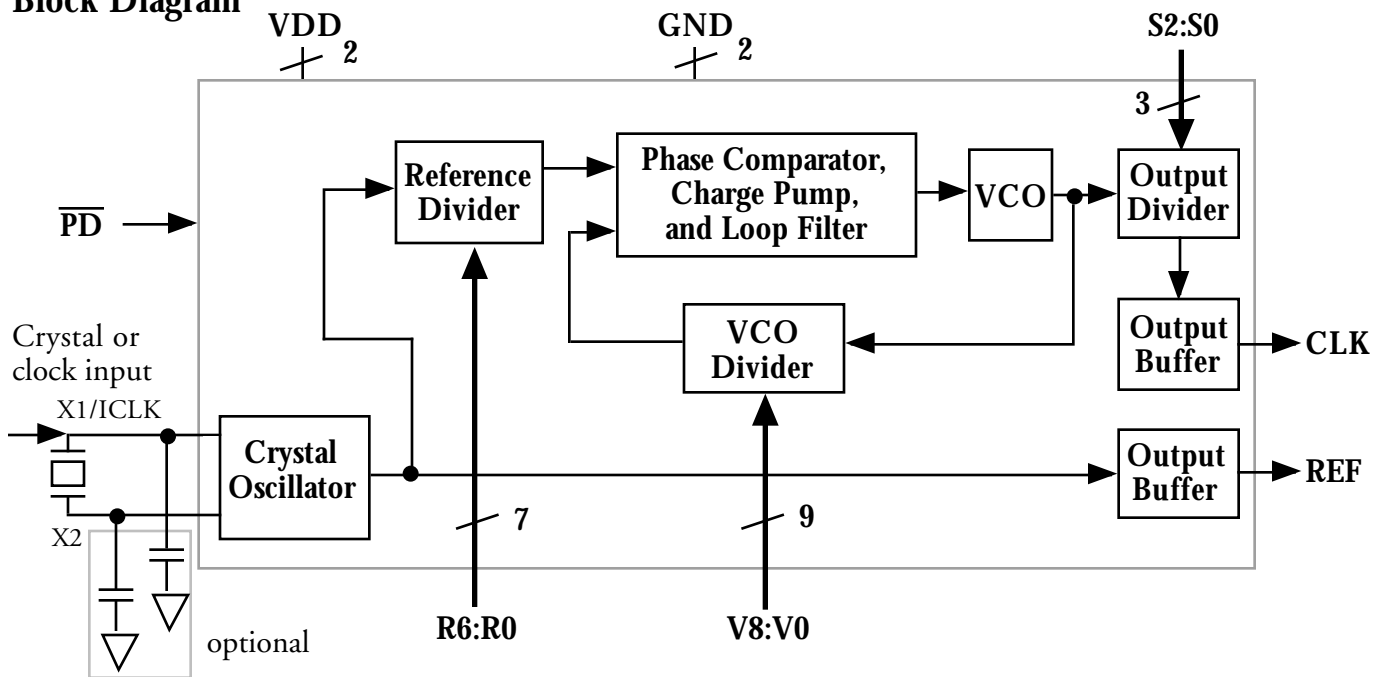 Block Diagram
VDD
2
GND
2
S2:S0
3
PD
Reference
Divider
Phase Comparator,
Charge Pump,
and Loop Filter
VCO
Output
Divider
VCO
Divider
Output
Buffer
CLK
Crystal or
clock input
X1/ICLK
Crystal
Oscillator
Output
Buffer
REF
X2
7
9
R6:R0
V8:V0
optional